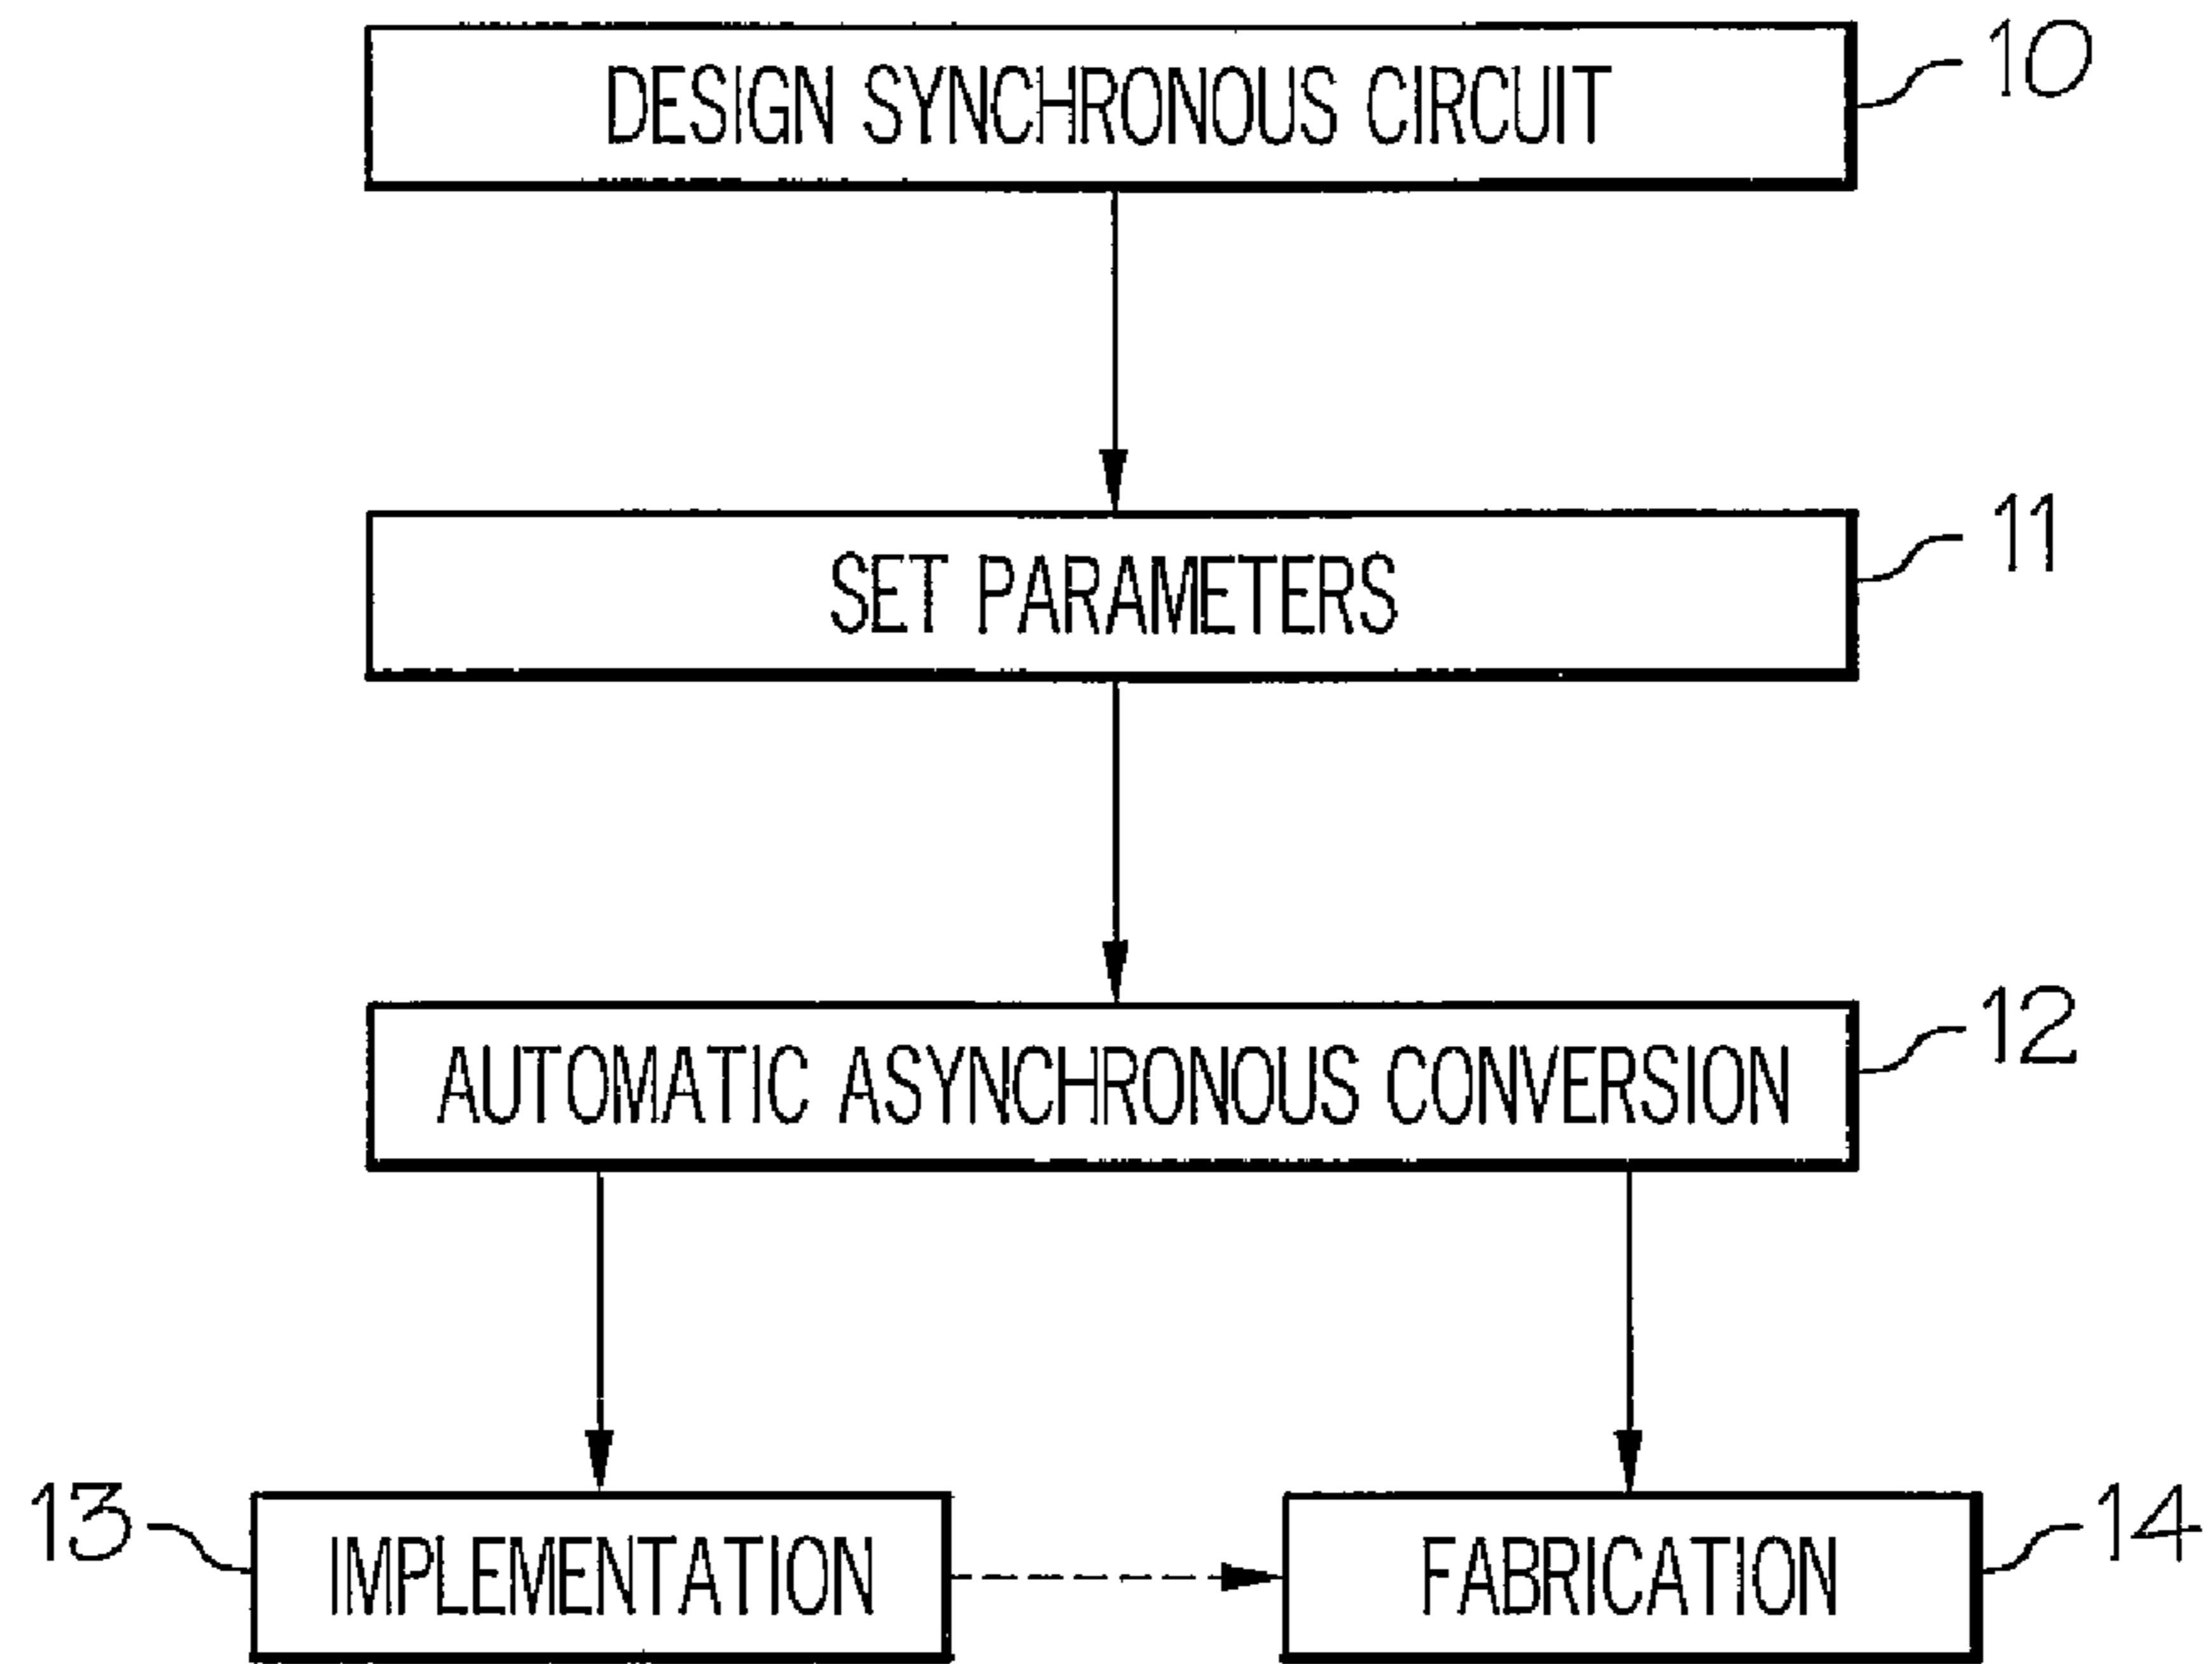 DESIGN SYNCHRONOUS CIRCUIT
10
SET PARAMETERS
11
AUTOMATIC ASYNCHRONOUS CONVERSION
12
13
IMPLEMENTATION
FABRICATION
14